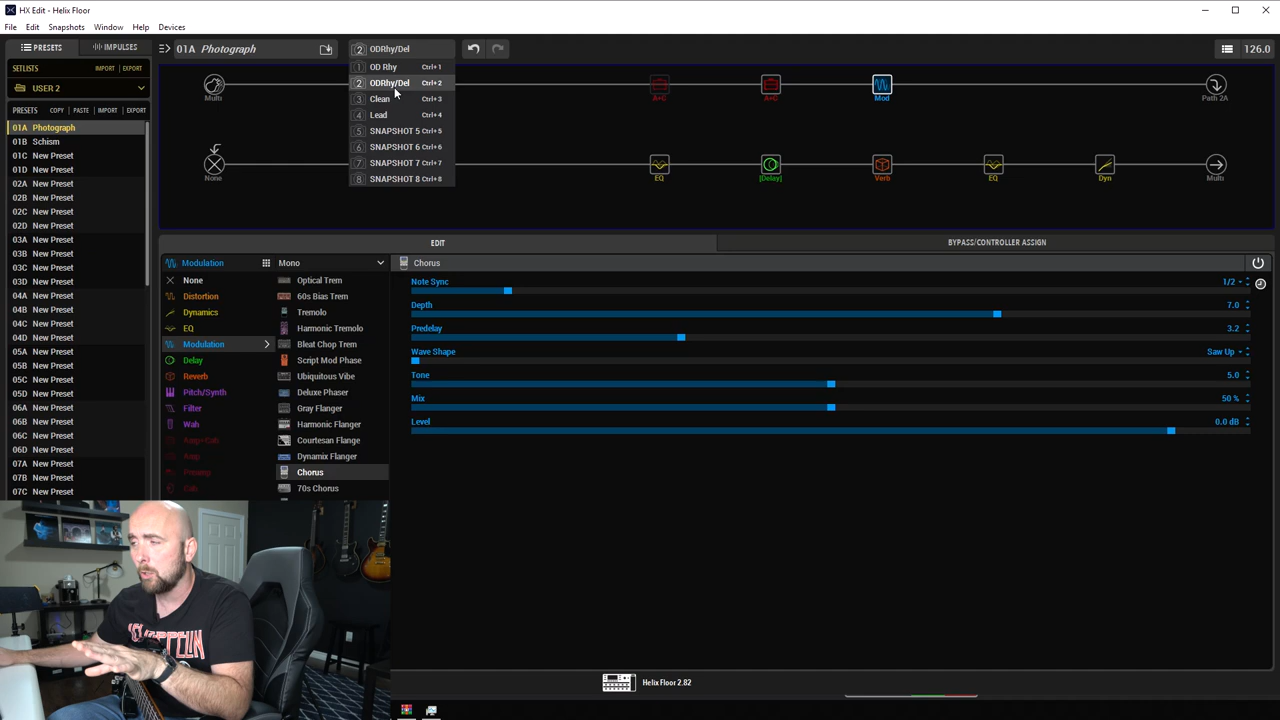 HX Edit - Helix Floor
File Edit Snapshots Window Help Devices
PRESETS IMPULSES
01A Photograph
2 ODRhy/Del
126.0
SETLISTS IMPORT EXPORT
USER 2
PRESETS COPY PASTE IMPORT EXPORT
01A Photograph
01B Schism
01C New Preset
01D New Preset
02A New Preset
02B New Preset
02C New Preset
02D New Preset
03A New Preset
03B New Preset
03C New Preset
03D New Preset
04A New Preset
04B New Preset
04C New Preset
04D New Preset
05A New Preset
05B New Preset
05C New Preset
05D New Preset
06A New Preset
06B New Preset
06C New Preset
06D New Preset
07A New Preset
07B New Preset
07C New Preset
1 OD Rhy Ctrl+1
2 ODRhy/Del Ctrl+2
3 Clean Ctrl+3
4 Lead Ctrl+4
5 SNAPSHOT 5 Ctrl+5
6 SNAPSHOT 6 Ctrl+6
7 SNAPSHOT 7 Ctrl+7
8 SNAPSHOT 8 Ctrl+8
Multi A+C A+C Mod Path 2A
None EQ [Delay] Verb EQ Dyn Multi
EDIT BYPASS/CONTROLLER ASSIGN
Modulation Mono
None
Distortion
Dynamics
EQ
Modulation
Delay
Reverb
Pitch/Synth
Filter
Wah
Amp+Cab
Amp
Preamp
Cab
Optical Trem
60s Bias Trem
Tremolo
Harmonic Tremolo
Bleat Chop Trem
Script Mod Phase
Ubiquitous Vibe
Deluxe Phaser
Gray Flanger
Harmonic Flanger
Courtesan Flange
Dynamix Flanger
Chorus
70s Chorus
Chorus
Note Sync 1/2
Depth 7.0
Predelay 3.2
Wave Shape Saw Up
Tone 5.0
Mix 50 %
Level 0.0 dB
LED ZEPPELIN
Helix Floor 2.82